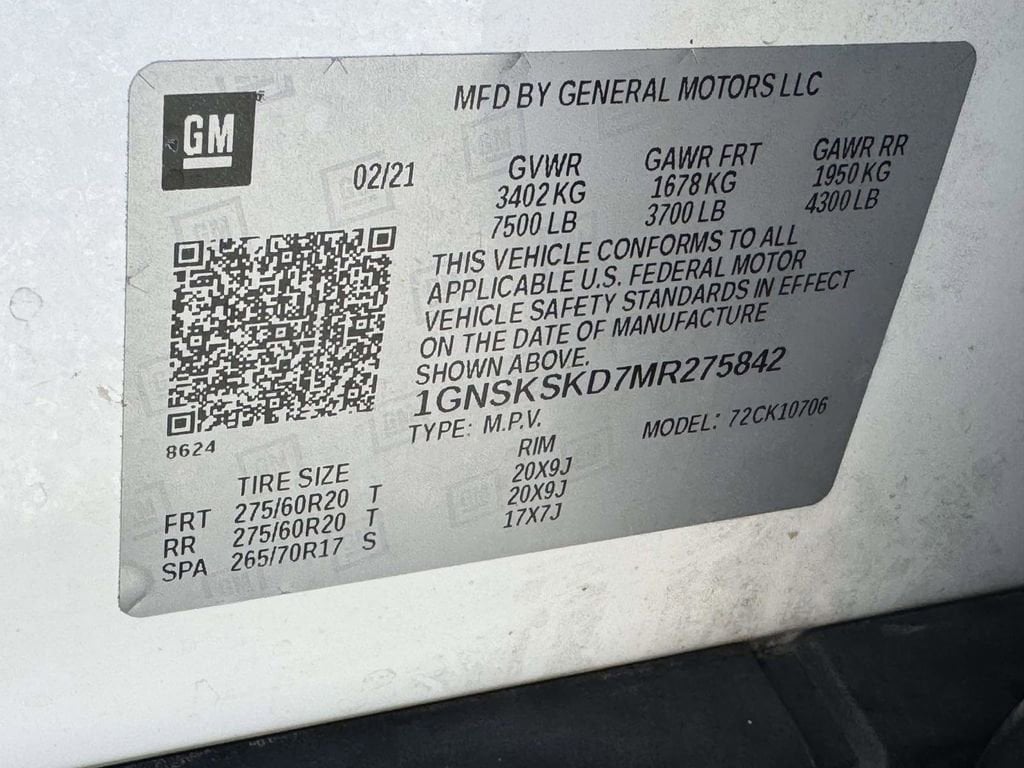 GM
MFD BY GENERAL MOTORS LLC
02/21
GVWR GAWR FRT GAWR RR
3402 KG 1678 KG 1950 KG
7500 LB 3700 LB 4300 LB
THIS VEHICLE CONFORMS TO ALL
APPLICABLE U.S. FEDERAL MOTOR
VEHICLE SAFETY STANDARDS IN EFFECT
ON THE DATE OF MANUFACTURE
SHOWN ABOVE.
1GNSKSKD7MR275842
TYPE: M.P.V. MODEL: 72CK10706
8624
TIRE SIZE RIM
FRT 275/60R20 T 20X9J
RR 275/60R20 T 20X9J
SPA 265/70R17 S 17X7J